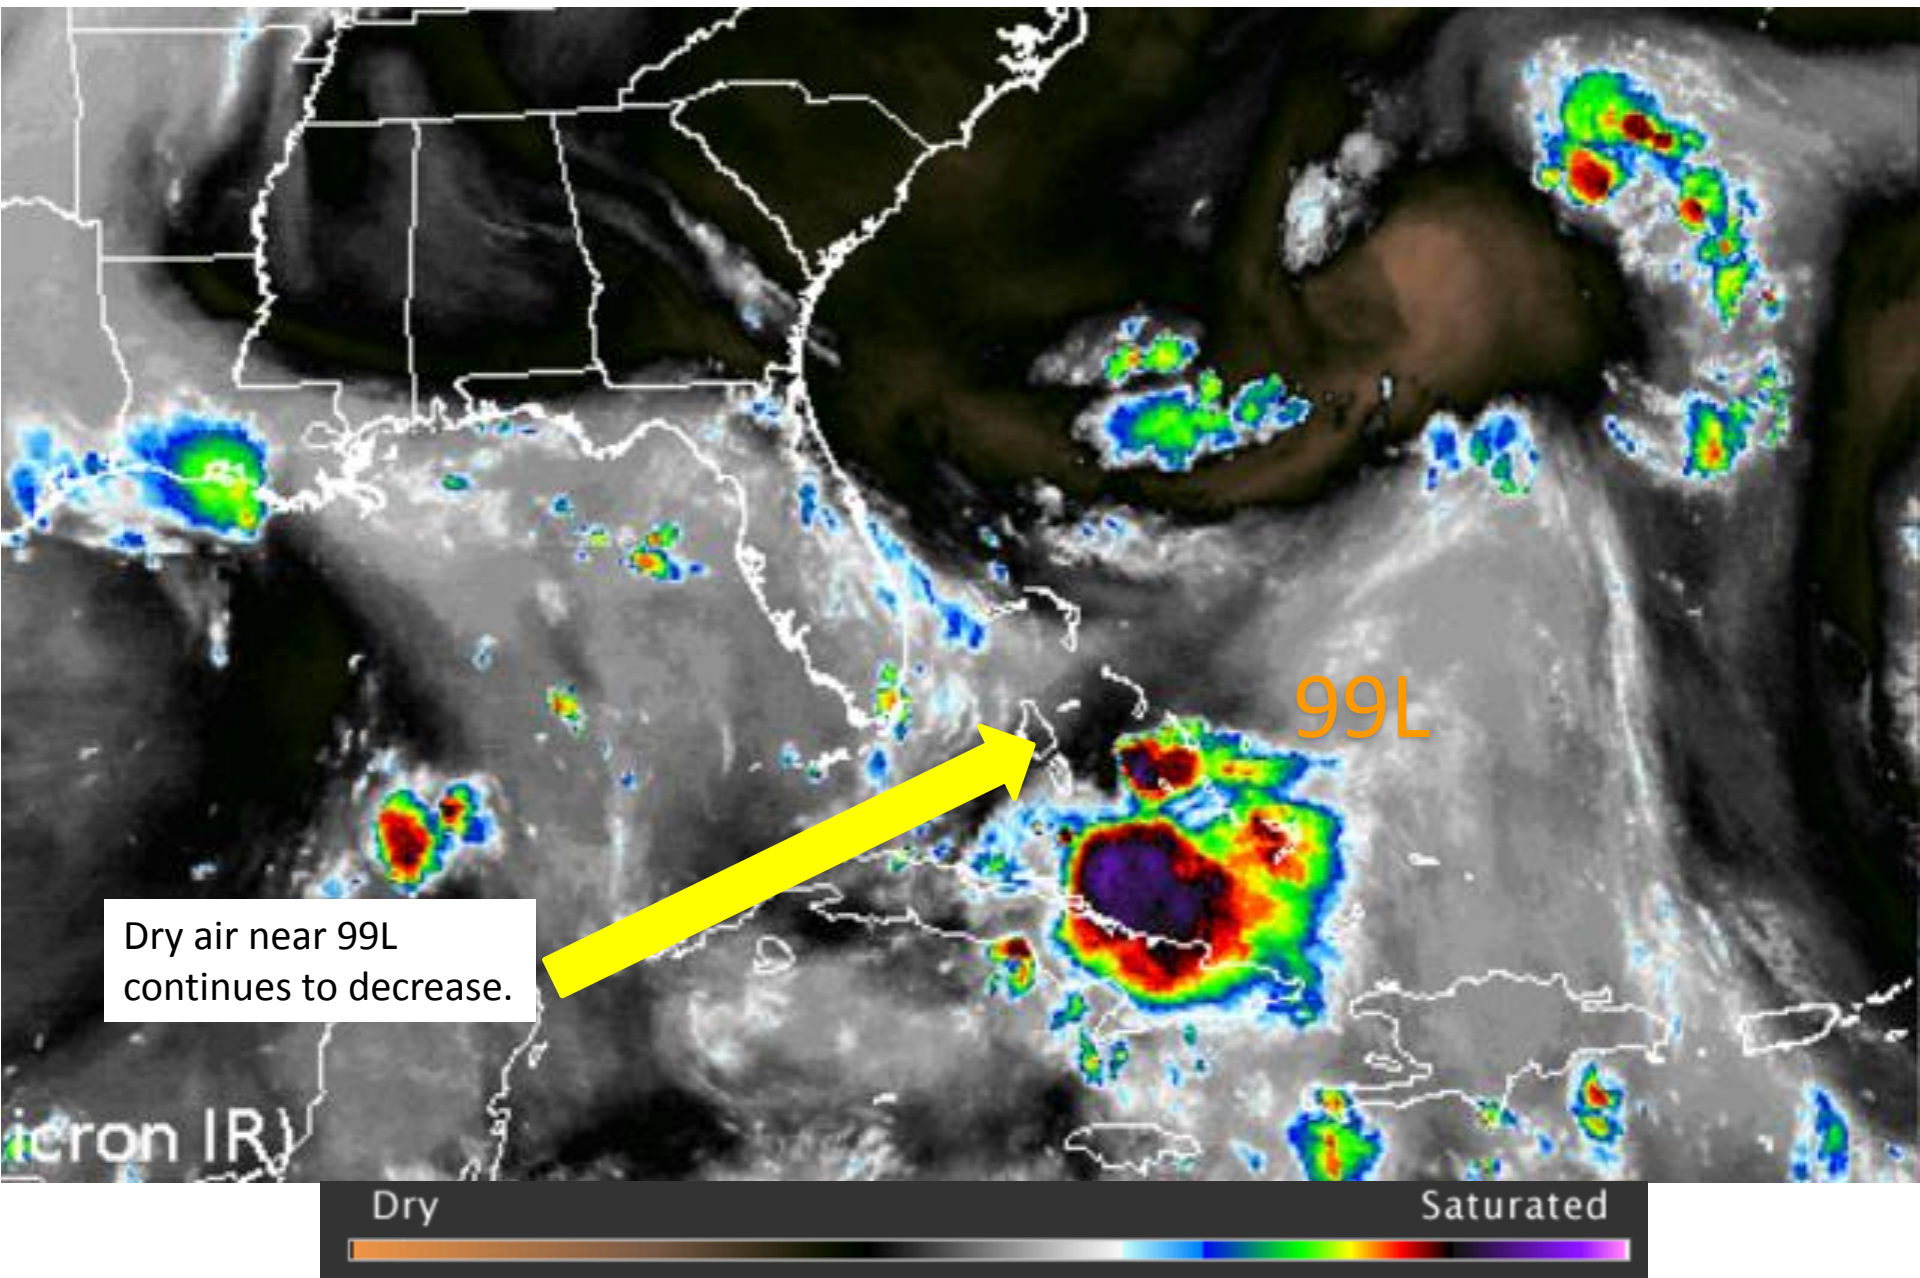 99L
Dry air near 99L
continues to decrease.
icron IR)
Dry Saturated